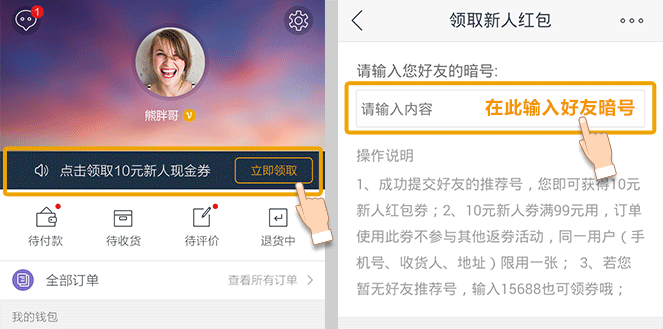 1
熊胖哥
V
点击领取10元新人现金券
立即领取
待付款
待收货
待评价
退货中
全部订单
查看所有订单
我的钱包
领取新人红包
请输入您好友的暗号:
请输入内容
在此输入好友暗号
操作说明
1、成功提交好友的推荐号，您即可获得10元
新人红包券；2、10元新人券满99元用，订单
使用此券不参与其他返券活动，同一用户（手
机号、收货人、地址）限用一张； 3、若您
暂无好友推荐号，输入15688也可领券哦；